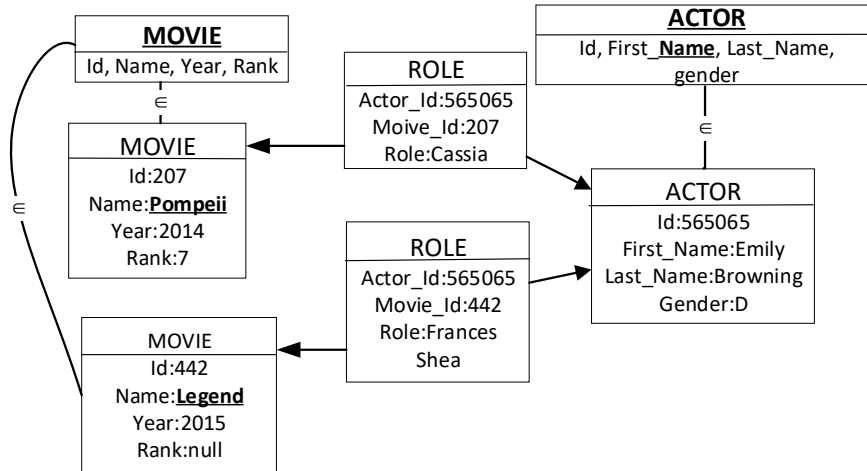 MOVIE
Id, Name, Year, Rank
∈
MOVIE
Id:207
Name:Pompeii
Year:2014
Rank:7
∈
MOVIE
Id:442
Name:Legend
Year:2015
Rank:null
ROLE
Actor_Id:565065
Moive_Id:207
Role:Cassia
ROLE
Actor_Id:565065
Movie_Id:442
Role:Frances
Shea
ACTOR
Id, First_Name, Last_Name,
gender
∈
ACTOR
Id:565065
First_Name:Emily
Last_Name:Browning
Gender:D